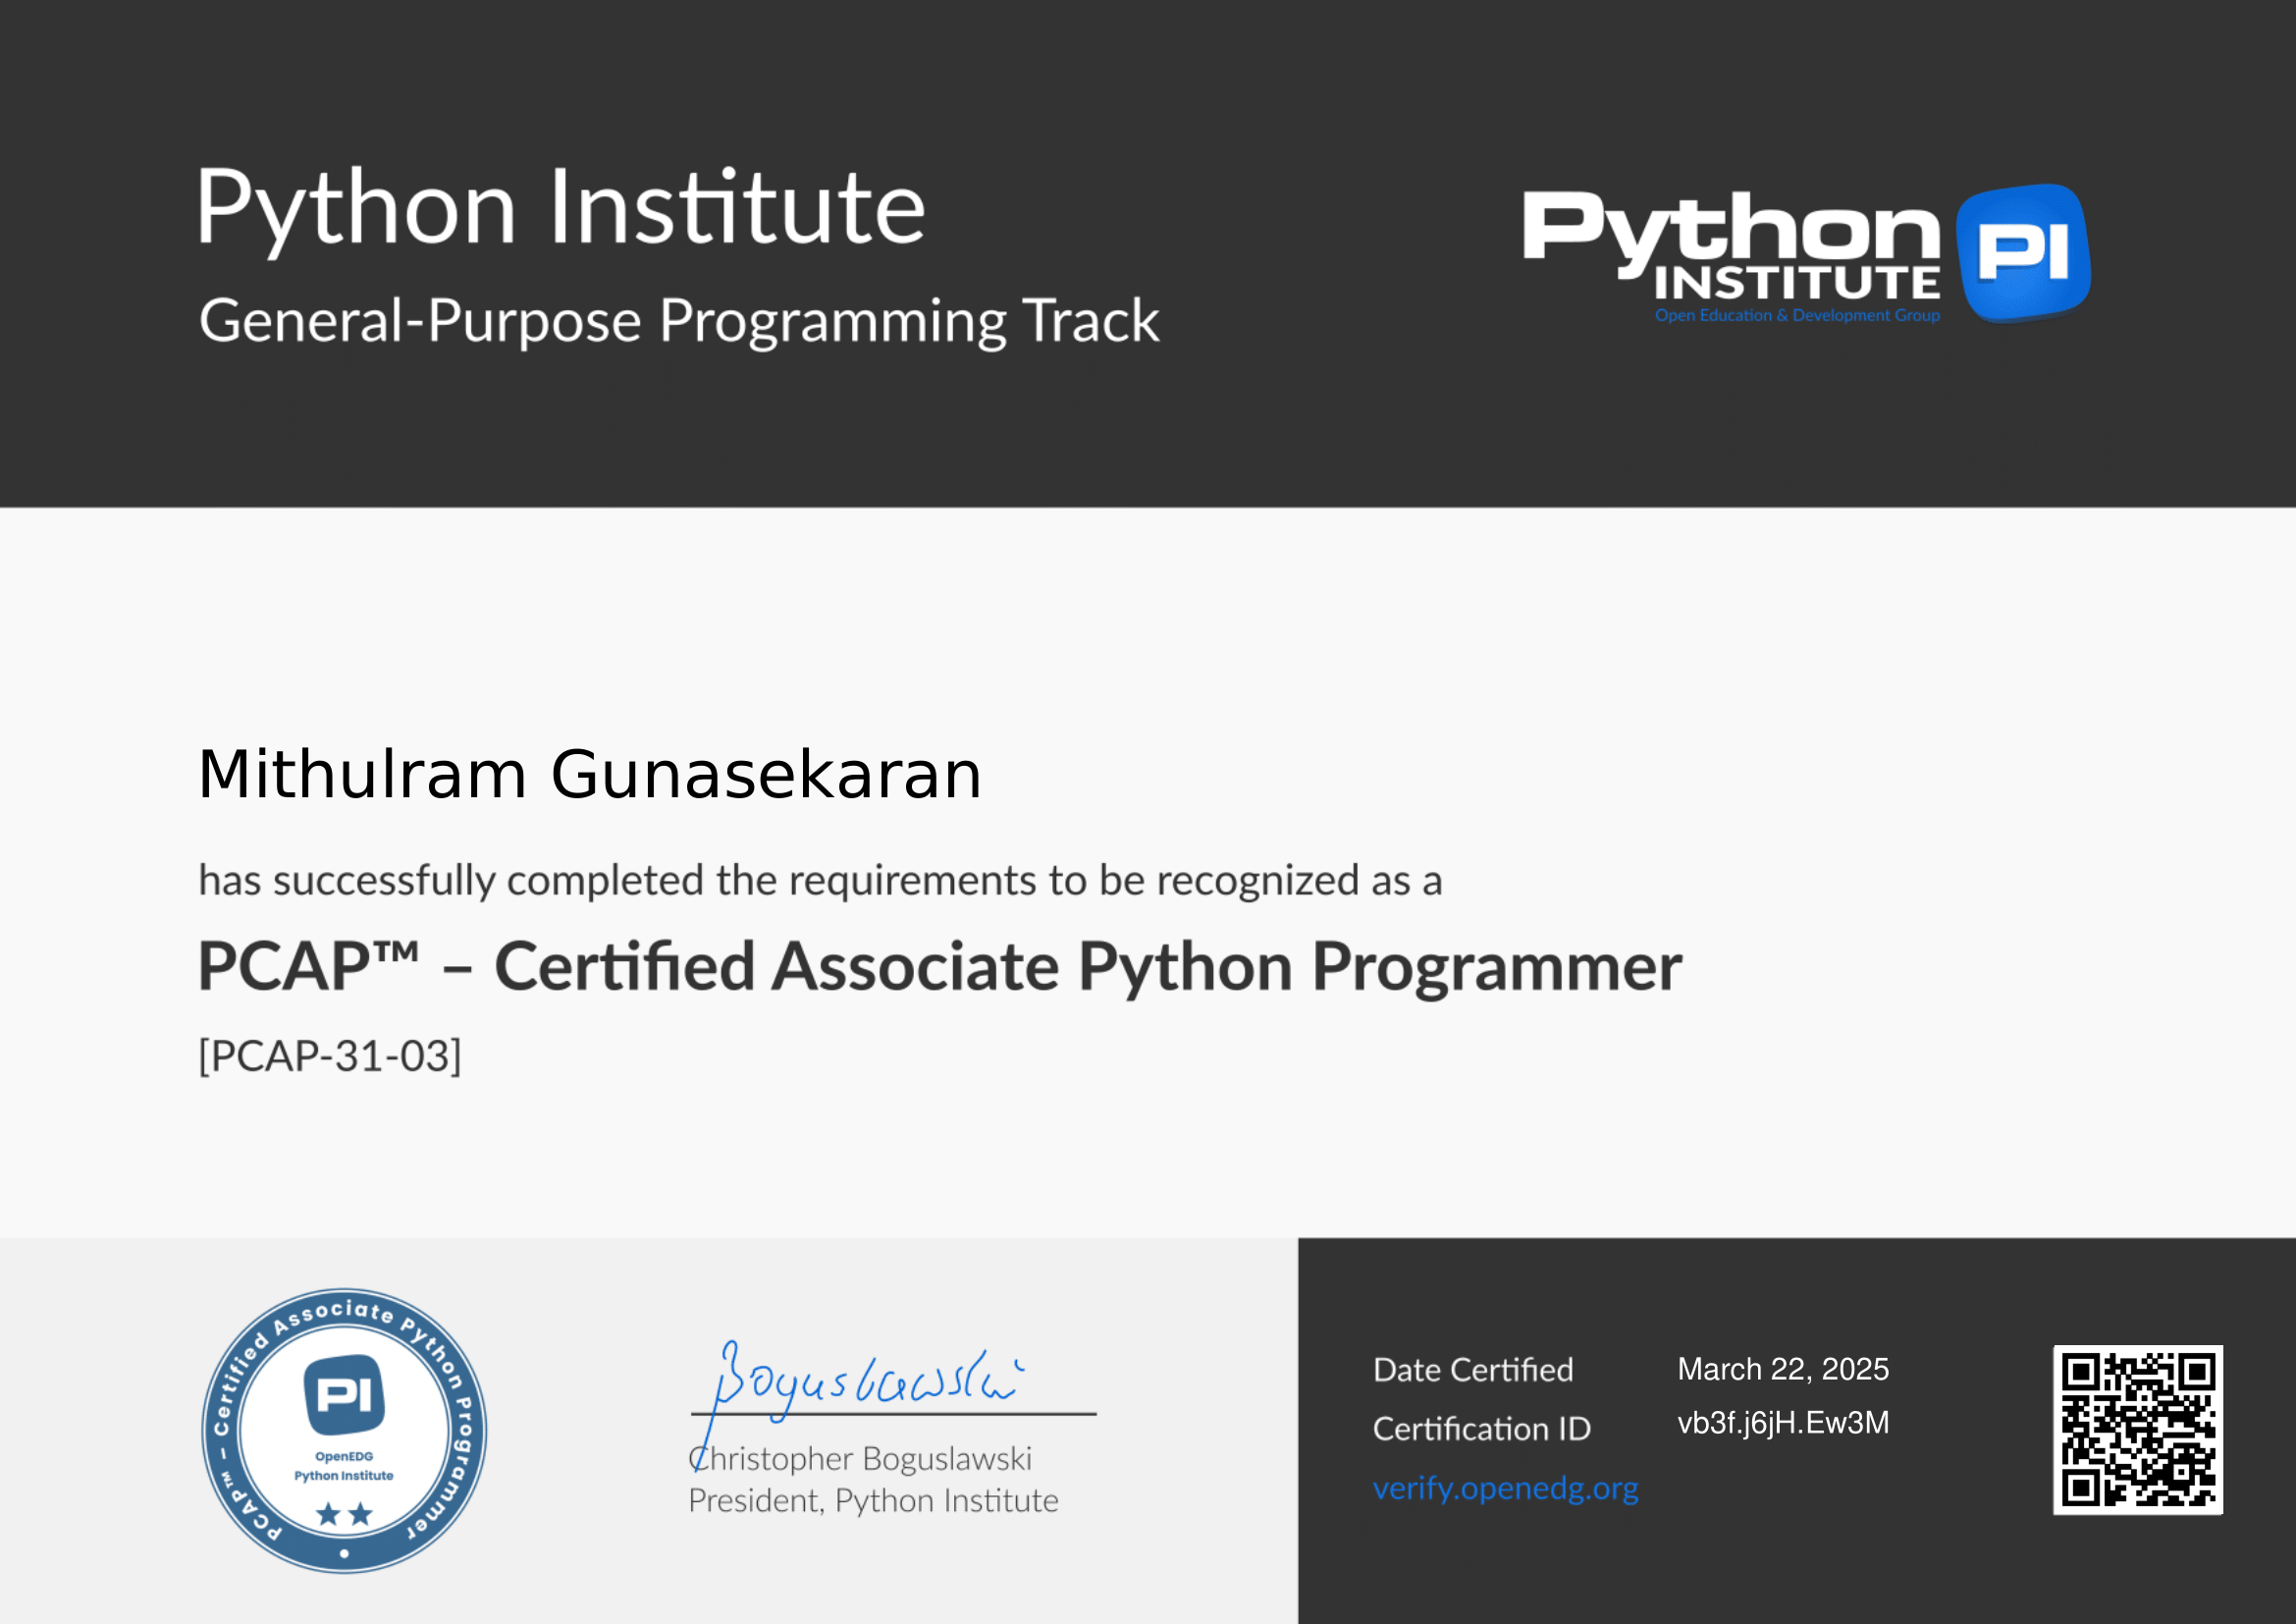 Python Institute
General-Purpose Programming Track
Python
INSTITUTE
Open Education & Development Group
PI
Mithulram Gunasekaran
has successfully completed the requirements to be recognized as a
PCAP™ – Certified Associate Python Programmer
[PCAP-31-03]
PCAP™ – Certified Associate Python Programmer
PI
OpenEDG
Python Institute
Boguslawski
Christopher Boguslawski
President, Python Institute
Date Certified March 22, 2025
Certification ID vb3f.j6jH.Ew3M
verify.openedg.org